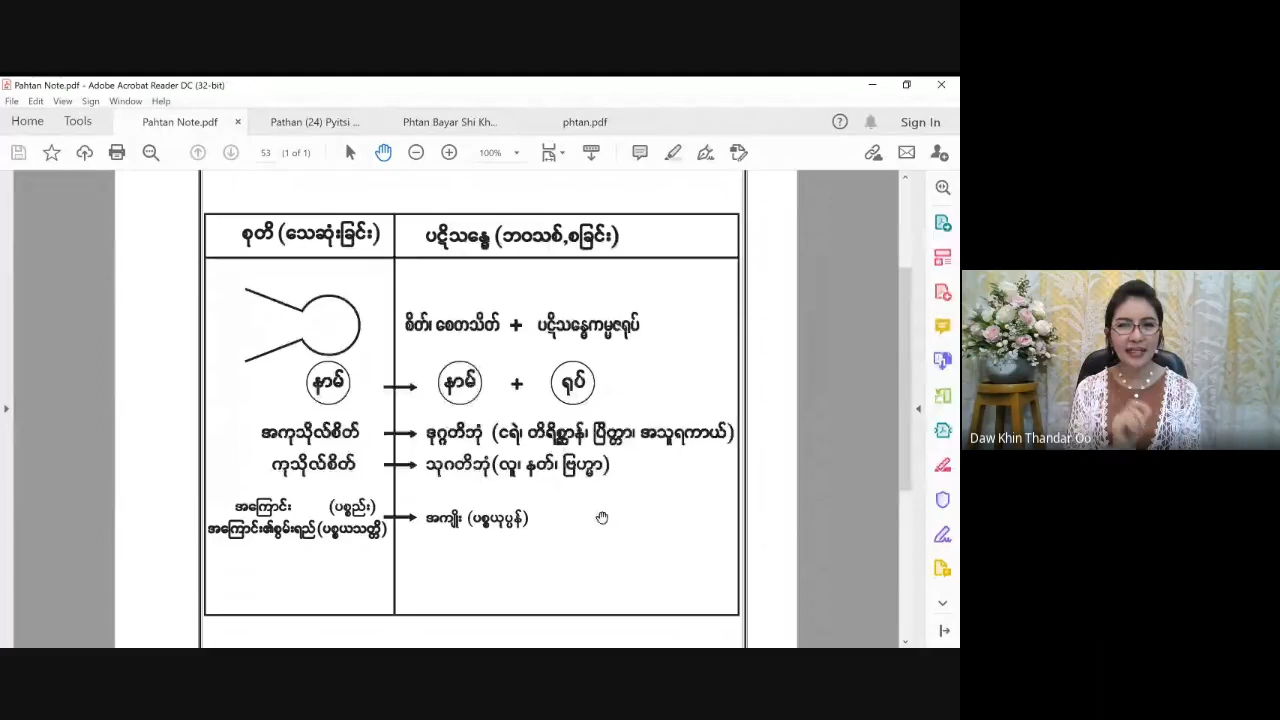 Pahtan Note.pdf - Adobe Acrobat Reader DC (32-bit)
File Edit View Sign Window Help
Home Tools Pahtan Note.pdf × Pathan (24) Pyitsi ... Phtan Bayar Shi Kh... phtan.pdf Sign In
53 (1 of 1) 100%
စုတိ (သေဆုံးခြင်း) ပဋိသန္ဓေ (ဘဝသစ်,စခြင်း)
စိတ်၊ စေတသိတ် + ပဋိသန္ဓေကမ္မဇရုပ်
နာမ် နာမ် + ရုပ်
အကုသိုလ်စိတ် ဒုဂ္ဂတိဘုံ (ငရဲ၊ တိရိစ္ဆာန်၊ ပြိတ္တာ၊ အသူရကာယ်)
ကုသိုလ်စိတ် သုဂတိဘုံ(လူ၊ နတ်၊ ဗြဟ္မာ)
အကြောင်း (ပစ္စည်း)
အကြောင်း၏စွမ်းရည်(ပစ္စယသတ္တိ) အကျိုး (ပစ္စယုပ္ပန်)
Daw Khin Thandar Oo